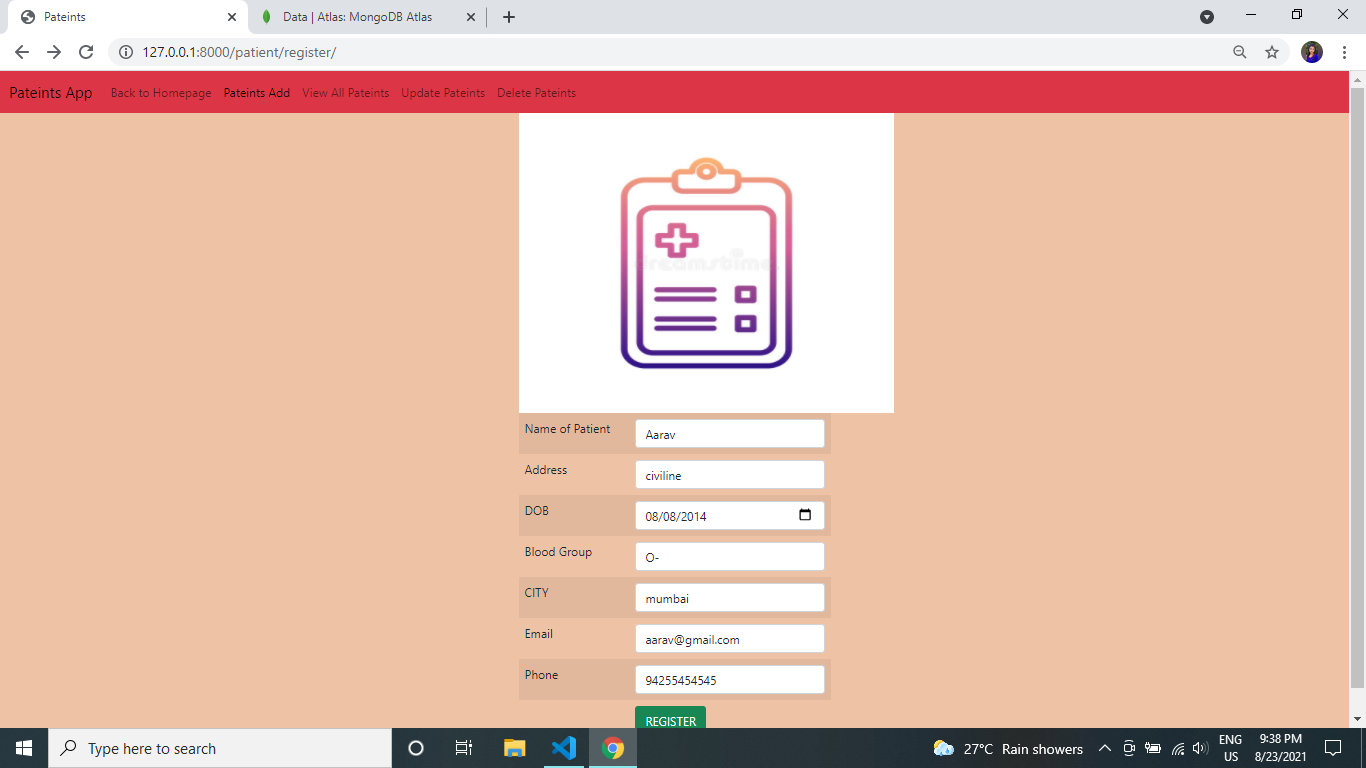 Pateints
Data | Atlas: MongoDB Atlas
127.0.0.1:8000/patient/register/
Pateints App Back to Homepage Pateints Add View All Pateints Update Pateints Delete Pateints
dreamstime.
Name of Patient Aarav
Address civiline
DOB 08/08/2014
Blood Group O-
CITY mumbai
Email aarav@gmail.com
Phone 94255454545
REGISTER
Type here to search
27°C Rain showers
ENG
US
9:38 PM
8/23/2021